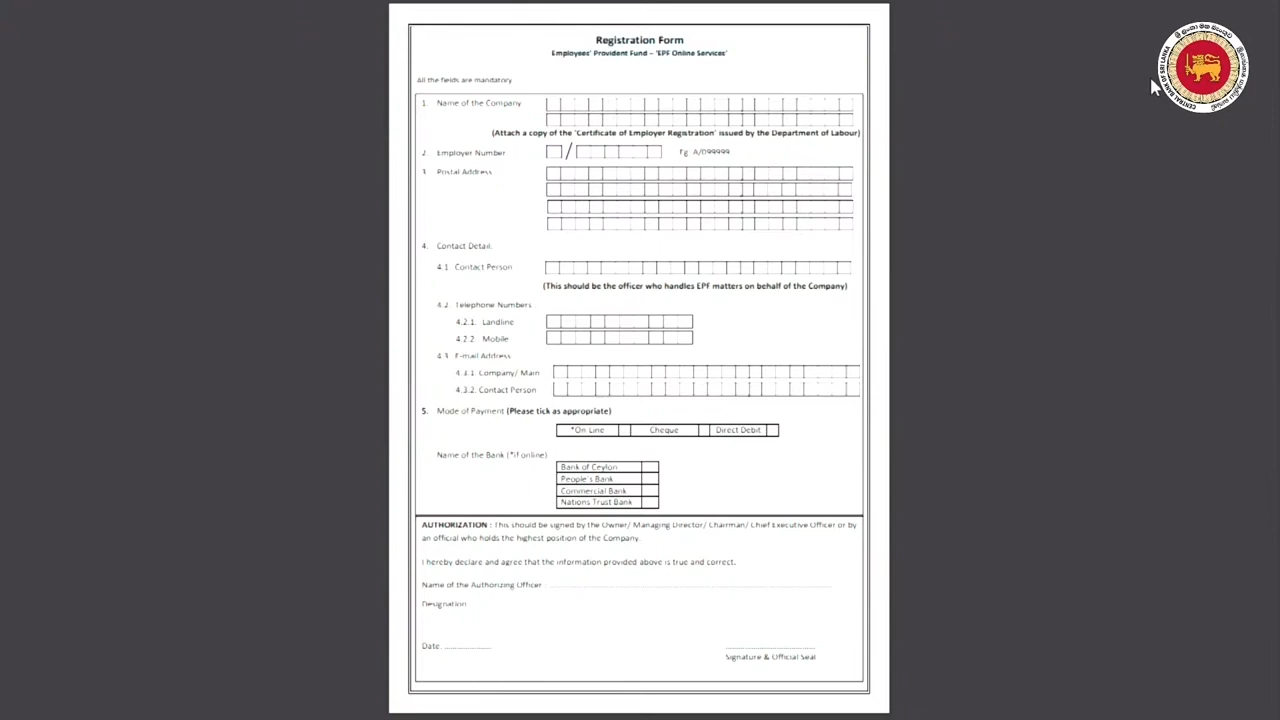 Registration Form
Employees' Provident Fund – 'EPF Online Services'
All the fields are mandatory
1. Name of the Company
(Attach a copy of the 'Certificate of Employer Registration' issued by the Department of Labour)
2. Employer Number / Eg. A/099999
3. Postal Address
4. Contact Detail.
4.1. Contact Person
(This should be the officer who handles EPF matters on behalf of the Company)
4.2. Telephone Numbers
4.2.1. Landline
4.2.2. Mobile
4.3. E-mail Address
4.3.1. Company/ Main
4.3.2. Contact Person
5. Mode of Payment (Please tick as appropriate)
*On Line Cheque Direct Debit
Name of the Bank (*if online)
Bank of Ceylon
People's Bank
Commercial Bank
Nations Trust Bank
AUTHORIZATION : This should be signed by the Owner/ Managing Director/ Chairman/ Chief Executive Officer or by
an official who holds the highest position of the Company.
I hereby declare and agree that the information provided above is true and correct.
Name of the Authorizing Officer
Designation
Date. ..................
Signature & Official Seal
CENTRAL BANK OF SRI LANKA